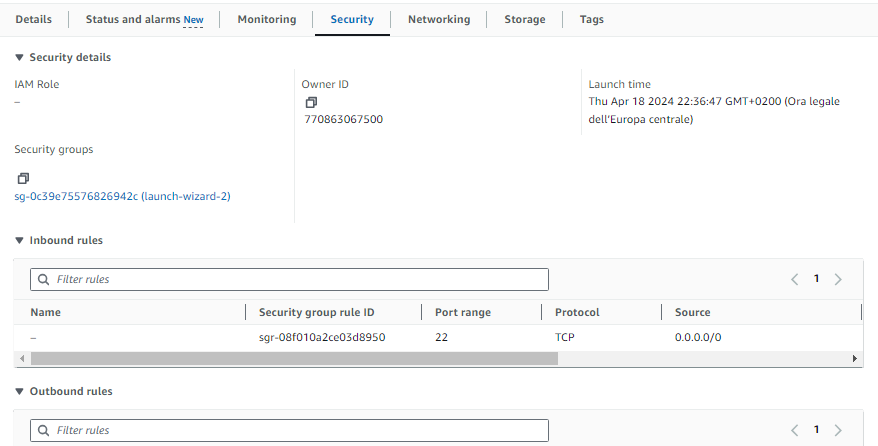 Details Status and alarms New Monitoring Security Networking Storage Tags
▼ Security details
IAM Role
–
Owner ID
770863067500
Launch time
Thu Apr 18 2024 22:36:47 GMT+0200 (Ora legale
dell'Europa centrale)
Security groups
sg-0c39e75576826942c (launch-wizard-2)
▼ Inbound rules
Filter rules
1
Name Security group rule ID Port range Protocol Source
– sgr-08f010a2ce03d8950 22 TCP 0.0.0.0/0
▼ Outbound rules
Filter rules
1